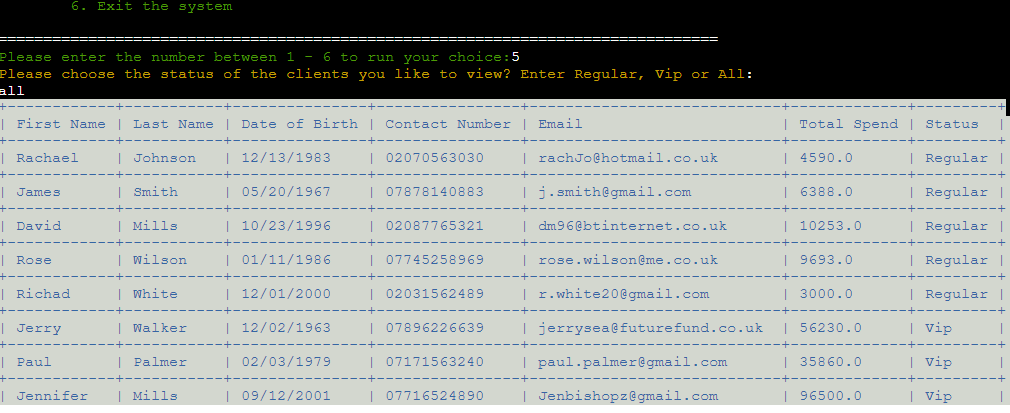 6. Exit the system
================================================================================
Please enter the number between 1 - 6 to run your choice:5
Please choose the status of the clients you like to view? Enter Regular, Vip or All:
all
+------------+-----------+---------------+----------------+----------------------------+-------------+---------+
| First Name | Last Name | Date of Birth | Contact Number | Email                      | Total Spend | Status  |
+------------+-----------+---------------+----------------+----------------------------+-------------+---------+
| Rachael    | Johnson   | 12/13/1983    | 02070563030    | rachJo@hotmail.co.uk       | 4590.0      | Regular |
+------------+-----------+---------------+----------------+----------------------------+-------------+---------+
| James      | Smith     | 05/20/1967    | 07878140883    | j.smith@gmail.com          | 6388.0      | Regular |
+------------+-----------+---------------+----------------+----------------------------+-------------+---------+
| David      | Mills     | 10/23/1996    | 02087765321    | dm96@btinternet.co.uk      | 10253.0     | Regular |
+------------+-----------+---------------+----------------+----------------------------+-------------+---------+
| Rose       | Wilson    | 01/11/1986    | 07745258969    | rose.wilson@me.co.uk       | 9693.0      | Regular |
+------------+-----------+---------------+----------------+----------------------------+-------------+---------+
| Richad     | White     | 12/01/2000    | 02031562489    | r.white20@gmail.com        | 3000.0      | Regular |
+------------+-----------+---------------+----------------+----------------------------+-------------+---------+
| Jerry      | Walker    | 12/02/1963    | 07896226639    | jerrysea@futurefund.co.uk  | 56230.0     | Vip     |
+------------+-----------+---------------+----------------+----------------------------+-------------+---------+
| Paul       | Palmer    | 02/03/1979    | 07171563240    | paul.palmer@gmail.com      | 35860.0     | Vip     |
+------------+-----------+---------------+----------------+----------------------------+-------------+---------+
| Jennifer   | Mills     | 09/12/2001    | 07716524890    | Jenbishopz@gmail.com       | 96500.0     | Vip     |